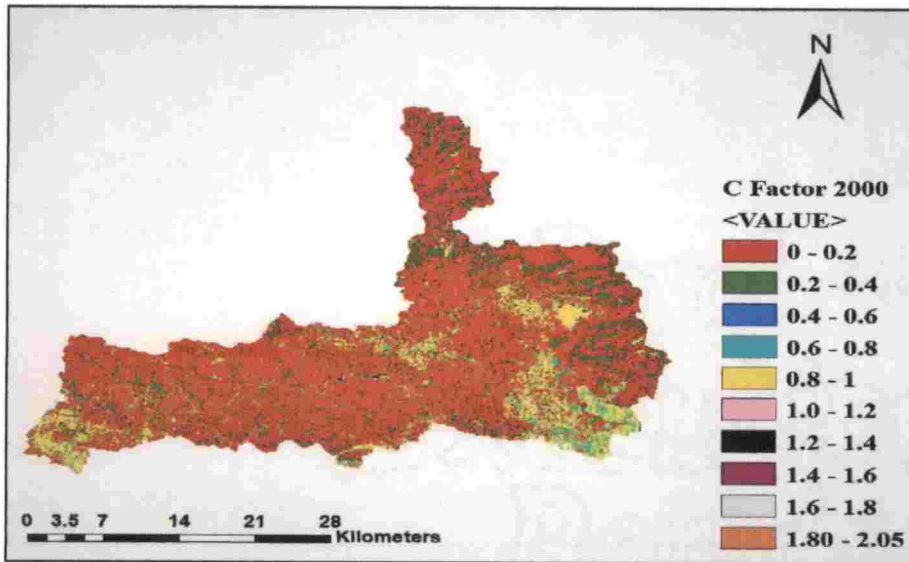 N
C Factor 2000
<VALUE>
0 - 0.2
0.2 - 0.4
0.4 - 0.6
0.6 - 0.8
0.8 - 1
1.0 - 1.2
1.2 - 1.4
1.4 - 1.6
1.6 - 1.8
1.80 - 2.05
0 3.5 7 14 21 28
Kilometers